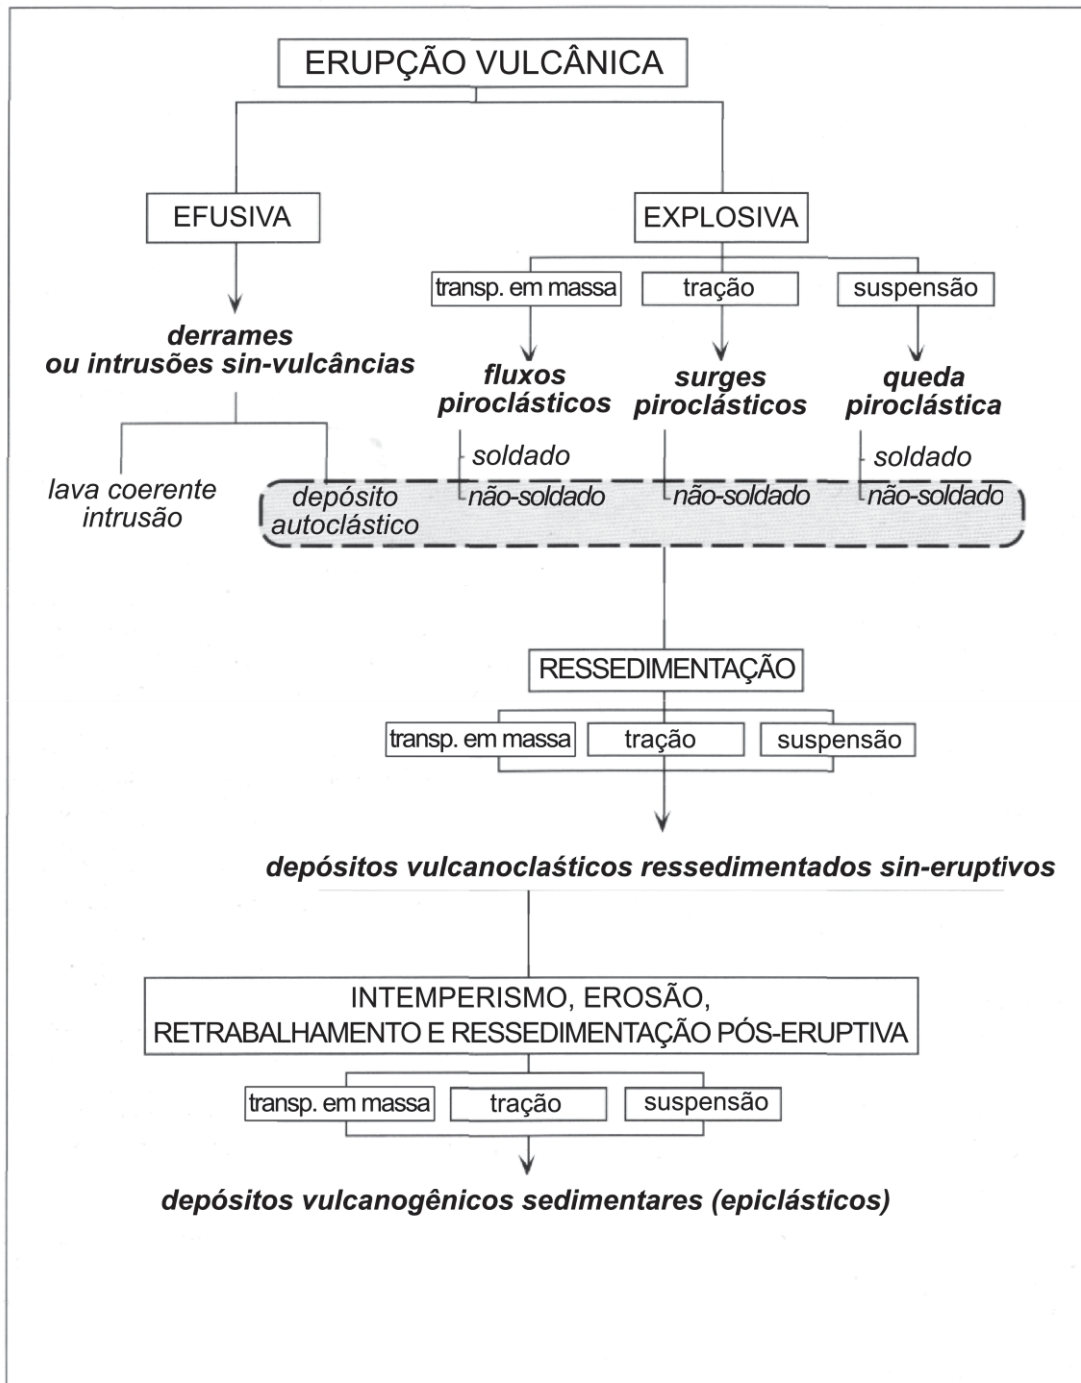 ERUPÇÃO VULCÂNICA
EFUSIVA
EXPLOSIVA
transp. em massa
tração
suspensão
derrames
ou intrusões sin-vulcâncias
fluxos
piroclásticos
surges
piroclásticos
queda
piroclástica
soldado
soldado
lava coerente
intrusão
depósito
autoclástico
não-soldado
não-soldado
não-soldado
RESSEDIMENTAÇÃO
transp. em massa
tração
suspensão
depósitos vulcanoclaśticos ressedimentados sin-eruptivos
INTEMPERISMO, EROSÃO,
RETRABALHAMENTO E RESSEDIMENTAÇÃO PÓS-ERUPTIVA
transp. em massa
tração
suspensão
depósitos vulcanogênicos sedimentares (epiclásticos)